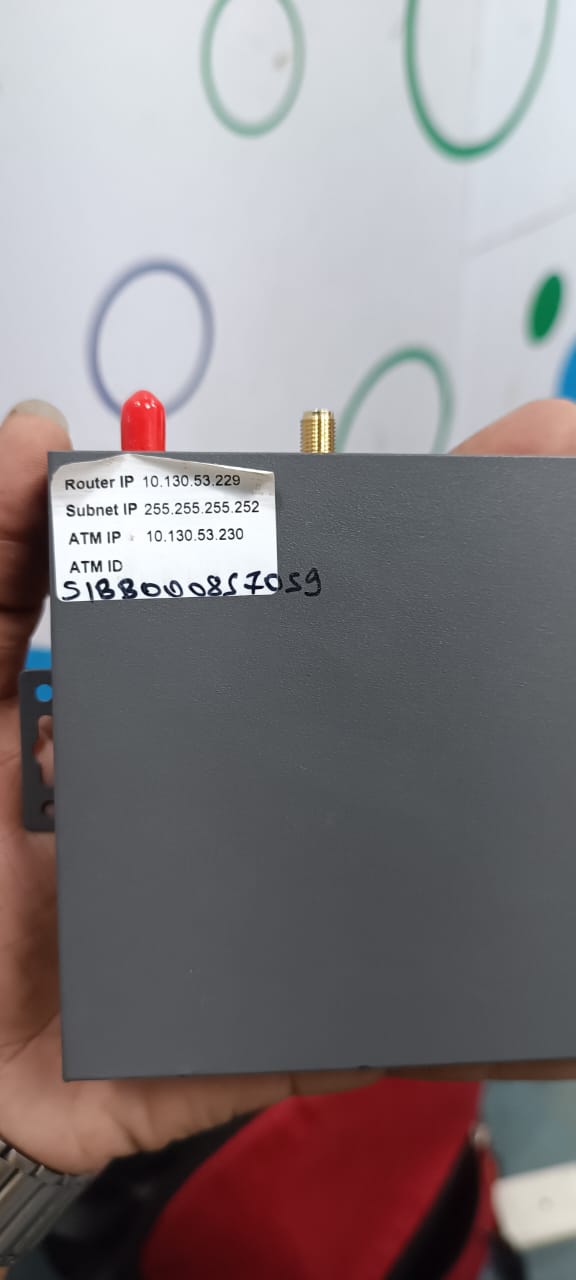 Router IP 10.130.53.229
Subnet IP 255.255.255.252
ATM IP 10.130.53.230
ATM ID
S1BB000857059